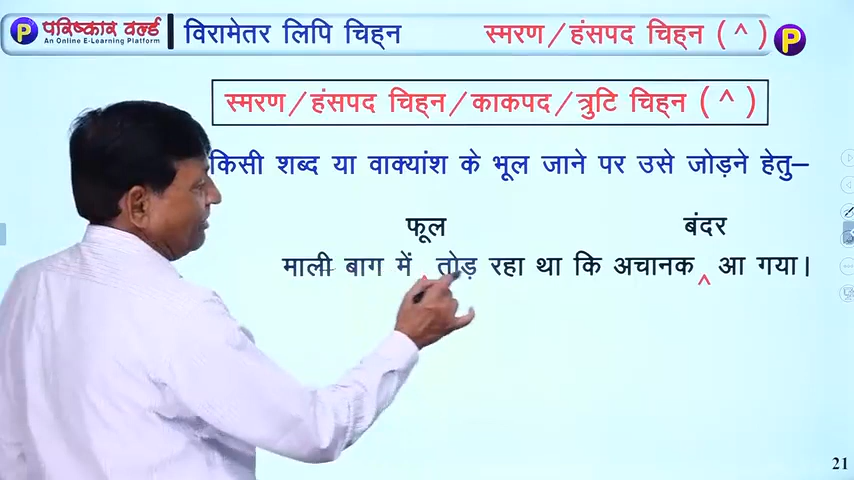 परिष्कार वर्ल्ड
An Online E-Learning Platform
विरामेतर लिपि चिह्न
स्मरण/हंसपद चिह्न (^)
P
P
स्मरण/हंसपद चिह्न/काकपद/त्रुटि चिह्न (^)
किसी शब्द या वाक्यांश के भूल जाने पर उसे जोड़ने हेतु–
फूल बंदर
माली बाग में ^ तोड़ रहा था कि अचानक ^ आ गया।
21